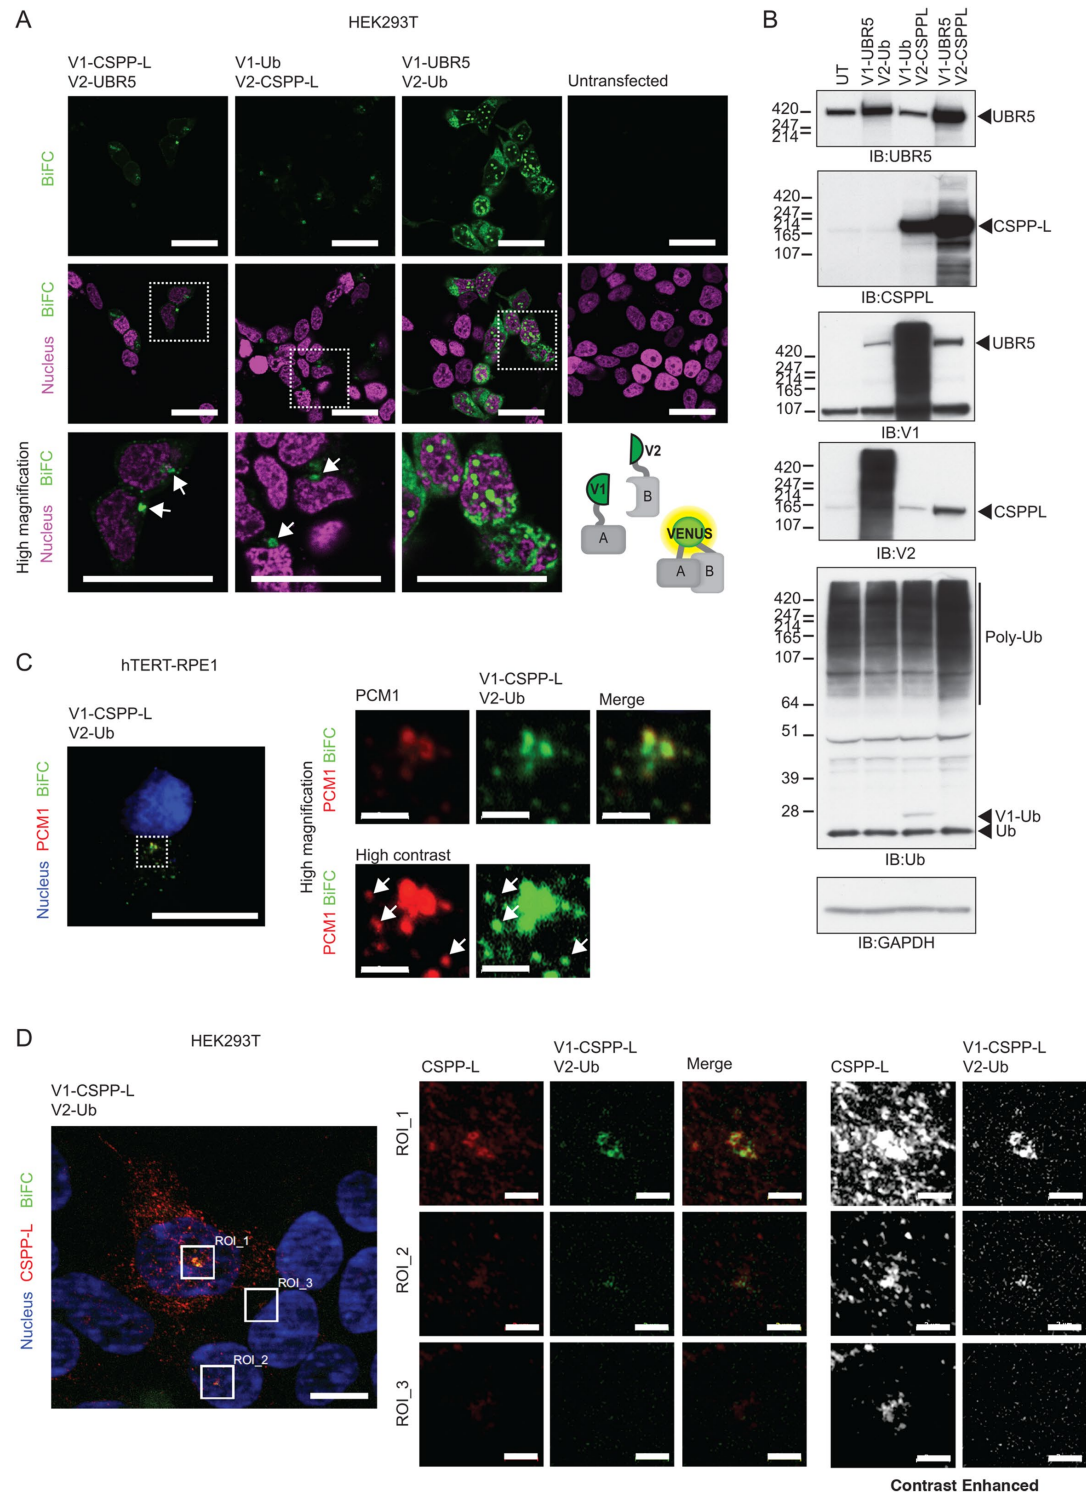 A
HEK293T
V1-CSPP-L
V2-UBR5
V1-Ub
V2-CSPP-L
V1-UBR5
V2-Ub
Untransfected
BiFC
Nucleus BiFC
High magnification
Nucleus BiFC
V1
A
V2
B
VENUS
A
B
B
UT
V1-UBR5
V2-Ub
V1-Ub
V2-CSPPL
V1-UBR5
V2-CSPPL
420
247
214
UBR5
IB:UBR5
420
247
214
165
107
CSPP-L
IB:CSPPL
420
247
214
165
107
UBR5
IB:V1
420
247
214
165
107
CSPPL
IB:V2
420
247
214
165
107
64
51
39
28
Poly-Ub
V1-Ub
Ub
IB:Ub
IB:GAPDH
C
hTERT-RPE1
V1-CSPP-L
V2-Ub
Nucleus PCM1 BiFC
High magnification
PCM1
V1-CSPP-L
V2-Ub
Merge
PCM1 BiFC
High contrast
PCM1 BiFC
D
HEK293T
V1-CSPP-L
V2-Ub
Nucleus CSPP-L BiFC
ROI_1
ROI_3
ROI_2
CSPP-L
V1-CSPP-L
V2-Ub
Merge
CSPP-L
V1-CSPP-L
V2-Ub
ROI_1
ROI_2
ROI_3
Contrast Enhanced